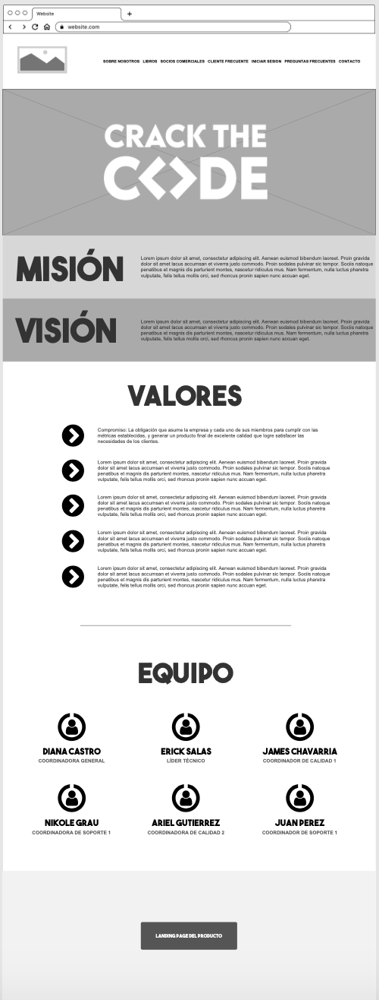 Website
website.com
SOBRE NOSOTROS LIBROS SOCIOS COMERCIALES CLIENTE FRECUENTE INICIAR SESION PREGUNTAS FRECUENTES CONTACTO
CRACK THE
C<>DE
MISIÓN
Lorem ipsum dolor sit amet, consectetur adipiscing elit. Aenean euismod bibendum laoreet. Proin gravida
dolor sit amet lacus accumsan et viverra justo commodo. Proin sodales pulvinar sic tempor. Sociis natoque
penatibus et magnis dis parturient montes, nascetur ridiculus mus. Nam fermentum, nulla luctus pharetra
vulputate, felis tellus mollis orci, sed rhoncus pronin sapien nunc accuan eget.
VISIÓN
Lorem ipsum dolor sit amet, consectetur adipiscing elit. Aenean euismod bibendum laoreet. Proin gravida
dolor sit amet lacus accumsan et viverra justo commodo. Proin sodales pulvinar sic tempor. Sociis natoque
penatibus et magnis dis parturient montes, nascetur ridiculus mus. Nam fermentum, nulla luctus pharetra
vulputate, felis tellus mollis orci, sed rhoncus pronin sapien nunc accuan eget.
VALORES
Compromiso: La obligación que asume la empresa y cada uno de sus miembros para cumplir con las
métricas establecidas, y generar un producto final de excelente calidad que logre satisfacer las
necesidades de los clientes.
Lorem ipsum dolor sit amet, consectetur adipiscing elit. Aenean euismod bibendum laoreet. Proin gravida
dolor sit amet lacus accumsan et viverra justo commodo. Proin sodales pulvinar sic tempor. Sociis natoque
penatibus et magnis dis parturient montes, nascetur ridiculus mus. Nam fermentum, nulla luctus pharetra
vulputate, felis tellus mollis orci, sed rhoncus pronin sapien nunc accuan eget.
Lorem ipsum dolor sit amet, consectetur adipiscing elit. Aenean euismod bibendum laoreet. Proin gravida
dolor sit amet lacus accumsan et viverra justo commodo. Proin sodales pulvinar sic tempor. Sociis natoque
penatibus et magnis dis parturient montes, nascetur ridiculus mus. Nam fermentum, nulla luctus pharetra
vulputate, felis tellus mollis orci, sed rhoncus pronin sapien nunc accuan eget.
Lorem ipsum dolor sit amet, consectetur adipiscing elit. Aenean euismod bibendum laoreet. Proin gravida
dolor sit amet lacus accumsan et viverra justo commodo. Proin sodales pulvinar sic tempor. Sociis natoque
penatibus et magnis dis parturient montes, nascetur ridiculus mus. Nam fermentum, nulla luctus pharetra
vulputate, felis tellus mollis orci, sed rhoncus pronin sapien nunc accuan eget.
Lorem ipsum dolor sit amet, consectetur adipiscing elit. Aenean euismod bibendum laoreet. Proin gravida
dolor sit amet lacus accumsan et viverra justo commodo. Proin sodales pulvinar sic tempor. Sociis natoque
penatibus et magnis dis parturient montes, nascetur ridiculus mus. Nam fermentum, nulla luctus pharetra
vulputate, felis tellus mollis orci, sed rhoncus pronin sapien nunc accuan eget.
EQUIPO
DIANA CASTRO ERICK SALAS JAMES CHAVARRIA
COORDINADORA GENERAL LÍDER TÉCNICO COORDINADOR DE CALIDAD 1
NIKOLE GRAU ARIEL GUTIERREZ JUAN PEREZ
COORDINADORA DE SOPORTE 1 COORDINADORA DE CALIDAD 2 COORDINADOR DE SOPORTE 1
LANDING PAGE DEL PRODUCTO